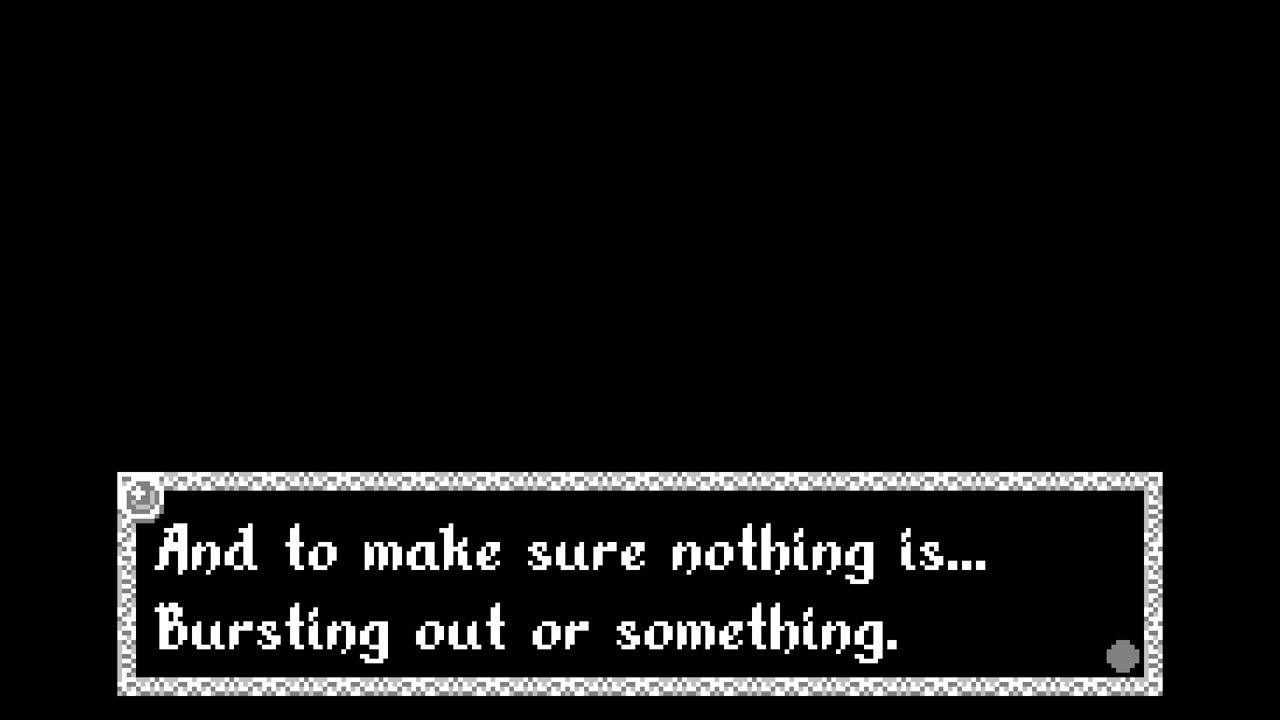 And to make sure nothing is...
Bursting out or something.